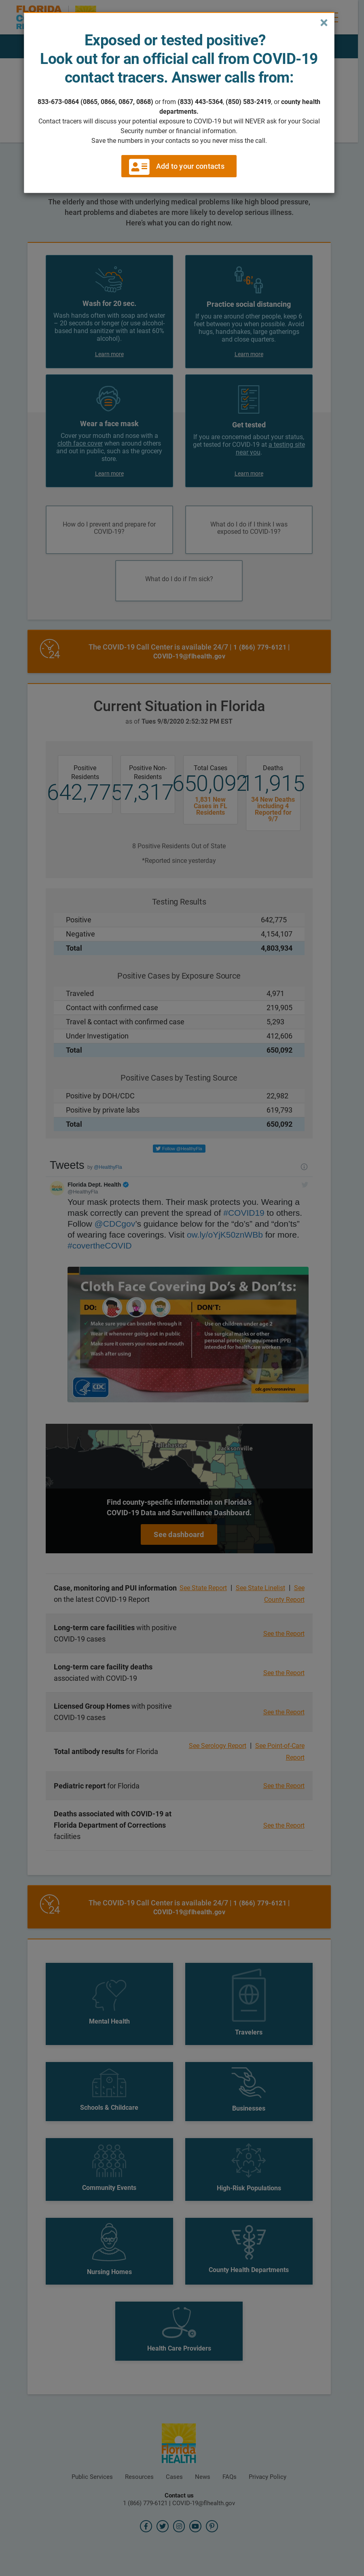 FLORIDA
×
Exposed or tested positive?
Look out for an official call from COVID-19
contact tracers. Answer calls from:
833-673-0864 (0865, 0866, 0867, 0868) or from (833) 443-5364, (850) 583-2419, or county health
departments.
Contact tracers will discuss your potential exposure to COVID-19 but will NEVER ask for your Social
Security number or financial information.
Save the numbers in your contacts so you never miss the call.
Add to your contacts
The elderly and those with underlying medical problems like high blood pressure,
heart problems and diabetes are more likely to develop serious illness.
Here's what you can do right now.
Wash for 20 sec.
Wash hands often with soap and water
– 20 seconds or longer (or use alcohol-
based hand sanitizer with at least 60%
alcohol).
Learn more
6'
Practice social distancing
If you are around other people, keep 6
feet between you when possible. Avoid
hugs, handshakes, large gatherings
and close quarters.
Learn more
Wear a face mask
Cover your mouth and nose with a
cloth face cover when around others
and out in public, such as the grocery
store.
Learn more
Get tested
If you are concerned about your status,
get tested for COVID-19 at a testing site
near you.
Learn more
How do I prevent and prepare for
COVID-19?
What do I do if I think I was
exposed to COVID-19?
What do I do if I'm sick?
24
The COVID-19 Call Center is available 24/7 | 1 (866) 779-6121 |
COVID-19@flhealth.gov
Current Situation in Florida
as of Tues 9/8/2020 2:52:32 PM EST
Positive
Residents
642,775
Positive Non-
Residents
7,317
Total Cases
650,092
1,831 New
Cases in FL
Residents
Deaths
11,915
34 New Deaths
including 4
Reported for
9/7
8 Positive Residents Out of State
*Reported since yesterday
Testing Results
Positive 642,775
Negative 4,154,107
Total 4,803,934
Positive Cases by Exposure Source
Traveled 4,971
Contact with confirmed case 219,905
Travel & contact with confirmed case 5,293
Under Investigation 412,606
Total 650,092
Positive Cases by Testing Source
Positive by DOH/CDC 22,982
Positive by private labs 619,793
Total 650,092
Follow @HealthyFla
Tweets by @HealthyFla
Florida Dept. Health
@HealthyFla
Your mask protects them. Their mask protects you. Wearing a
mask correctly can prevent the spread of #COVID19 to others.
Follow @CDCgov's guidance below for the “do's” and “don'ts”
of wearing face coverings. Visit ow.ly/oYjK50znWBb for more.
#covertheCOVID
Cloth Face Covering Do's & Don'ts:
DO:
DON'T:
Make sure you can breathe through it
Wear it whenever going out in public
Make sure it covers your nose and mouth
Wash after using
Use on children under age 2
Use surgical masks or other
personal protective equipment (PPE)
intended for healthcare workers
CDC
cdc.gov/coronavirus
Tallahassee
Jacksonville
Find county-specific information on Florida's
COVID-19 Data and Surveillance Dashboard.
See dashboard
Case, monitoring and PUI information
on the latest COVID-19 Report
See State Report | See State Linelist | See
County Report
Long-term care facilities with positive
COVID-19 cases
See the Report
Long-term care facility deaths
associated with COVID-19
See the Report
Licensed Group Homes with positive
COVID-19 cases
See the Report
Total antibody results for Florida
See Serology Report | See Point-of-Care
Report
Pediatric report for Florida
See the Report
Deaths associated with COVID-19 at
Florida Department of Corrections
facilities
See the Report
24
The COVID-19 Call Center is available 24/7 | 1 (866) 779-6121 |
COVID-19@flhealth.gov
Mental Health
Travelers
Schools & Childcare
Businesses
Community Events
High-Risk Populations
Nursing Homes
County Health Departments
Health Care Providers
Florida
HEALTH
Public Services
Resources
Cases
News
FAQs
Privacy Policy
Contact us
1 (866) 779-6121 | COVID-19@flhealth.gov